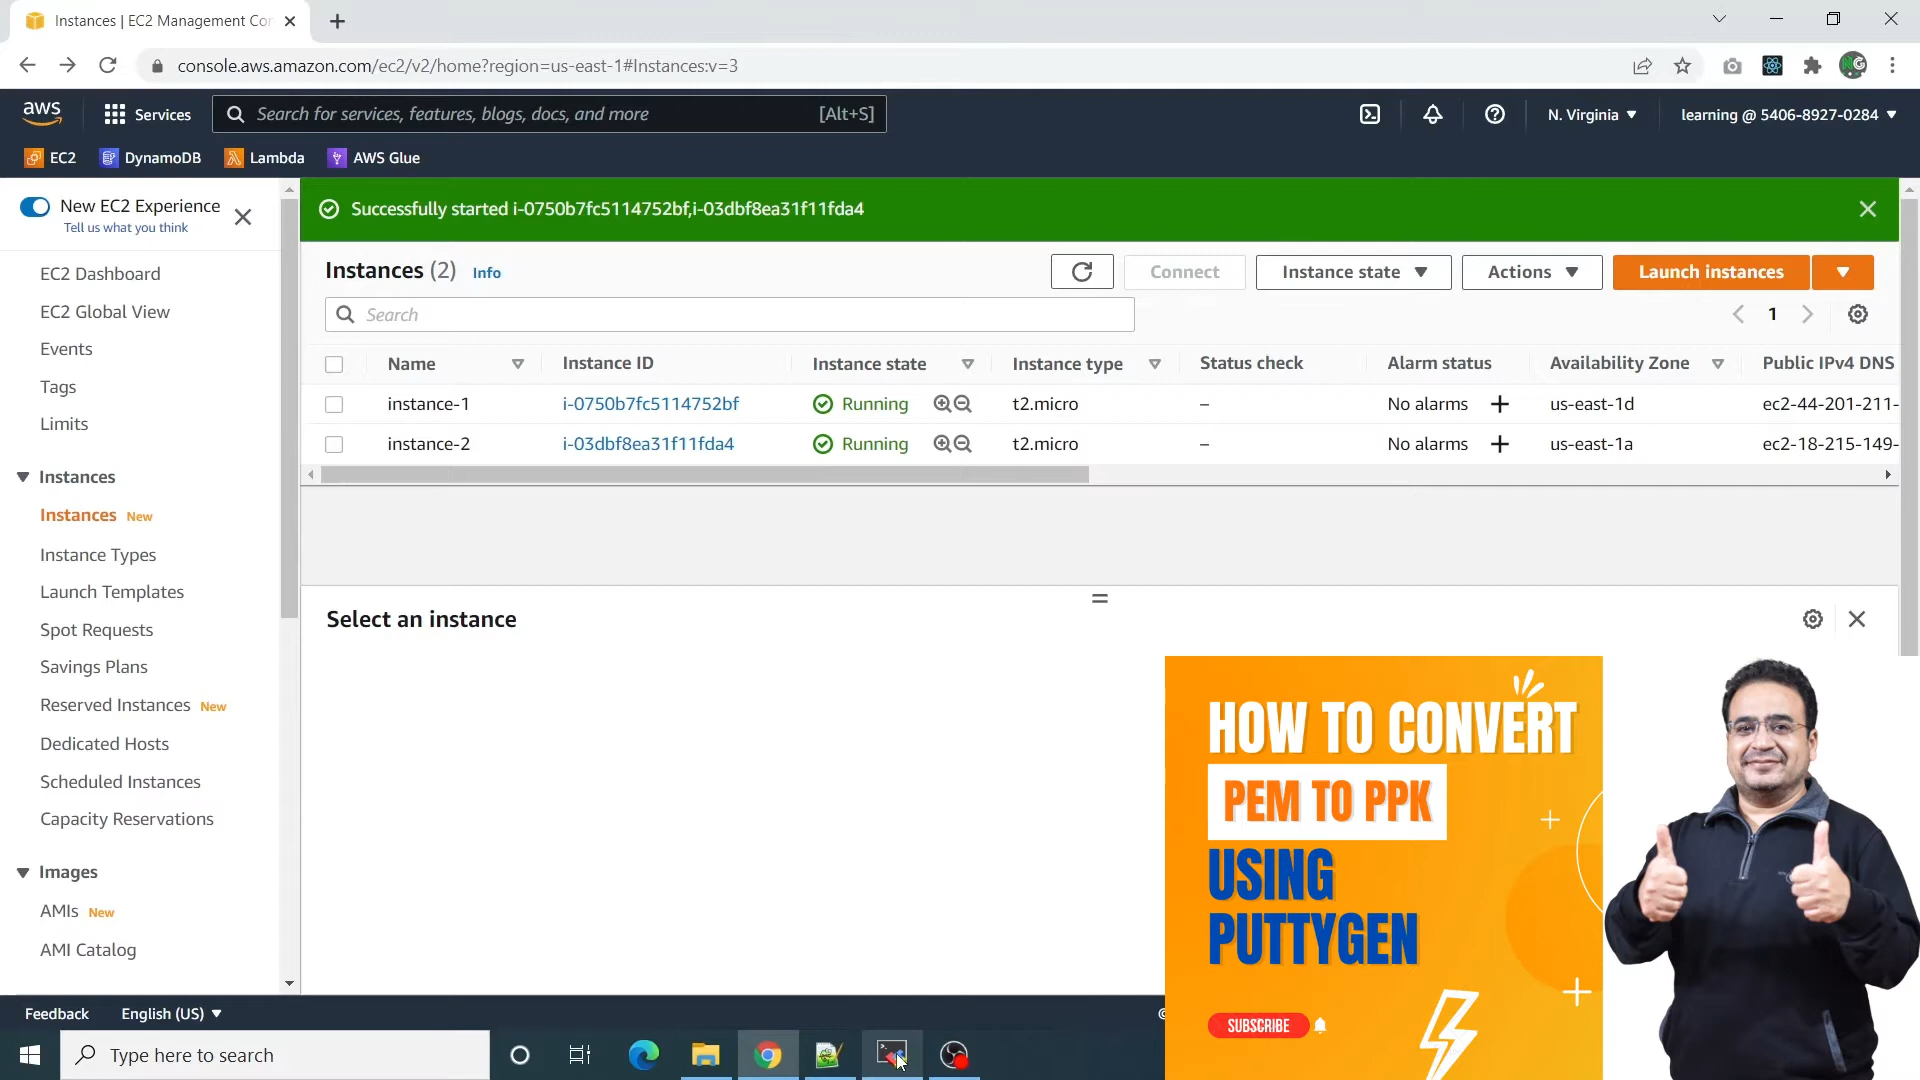 Instances | EC2 Management Con
console.aws.amazon.com/ec2/v2/home?region=us-east-1#Instances:v=3
aws
Services
Search for services, features, blogs, docs, and more
[Alt+S]
N. Virginia
learning @ 5406-8927-0284
EC2
DynamoDB
Lambda
AWS Glue
New EC2 Experience
Tell us what you think
EC2 Dashboard
EC2 Global View
Events
Tags
Limits
Instances
Instances New
Instance Types
Launch Templates
Spot Requests
Savings Plans
Reserved Instances New
Dedicated Hosts
Scheduled Instances
Capacity Reservations
Images
AMIs New
AMI Catalog
Successfully started i-0750b7fc5114752bf,i-03dbf8ea31f11fda4
Instances (2) Info
Connect
Instance state
Actions
Launch instances
Search
1
Name Instance ID Instance state Instance type Status check Alarm status Availability Zone Public IPv4 DNS
instance-1 i-0750b7fc5114752bf Running t2.micro – No alarms + us-east-1d ec2-44-201-211-
instance-2 i-03dbf8ea31f11fda4 Running t2.micro – No alarms + us-east-1a ec2-18-215-149-
Select an instance
HOW TO CONVERT
PEM TO PPK
USING
PUTTYGEN
SUBSCRIBE
Feedback
English (US)
©
Type here to search